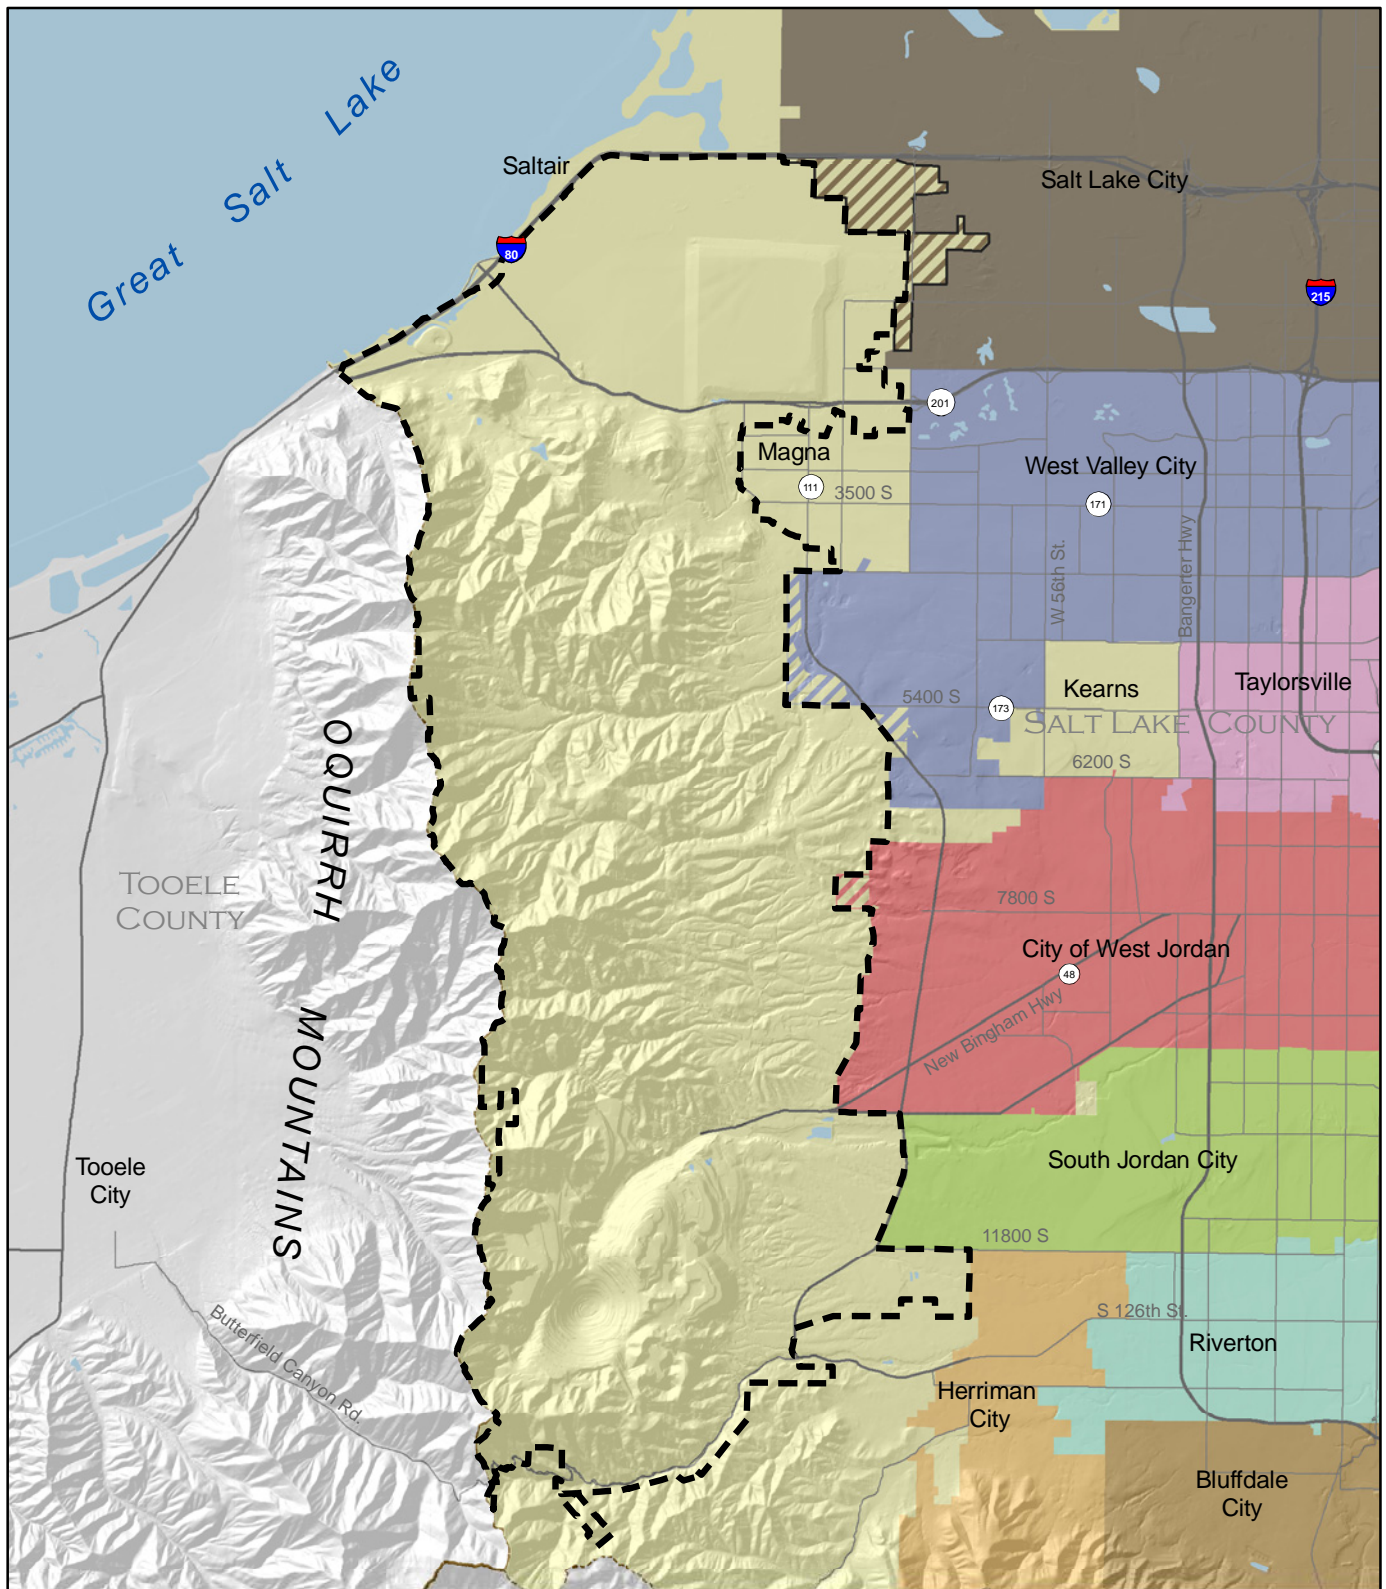 Great Salt Lake
Saltair
Salt Lake City
80
215
201
Magna
West Valley City
111
3500 S
171
W 56th St.
Bangerter Hwy
Kearns
Taylorsville
5400 S
173
SALT LAKE COUNTY
6200 S
OQUIRRH
MOUNTAINS
TOOELE
COUNTY
7800 S
City of West Jordan
48
New Bingham Hwy
Tooele
City
South Jordan City
11800 S
Butterfield Canyon Rd.
S 126th St.
Riverton
Herriman
City
Bluffdale
City